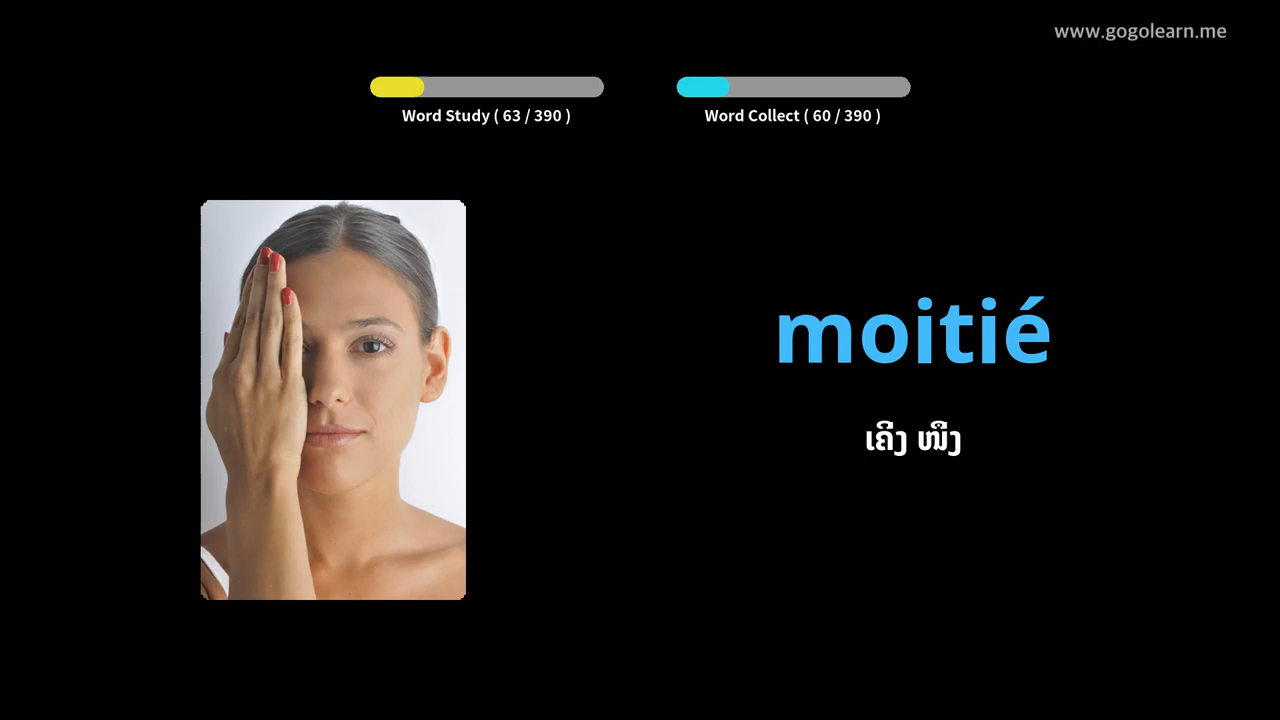 www.gogolearn.me
Word Study ( 63 / 390 )
Word Collect ( 60 / 390 )
moitié
ເຄີງ ໜຶງ